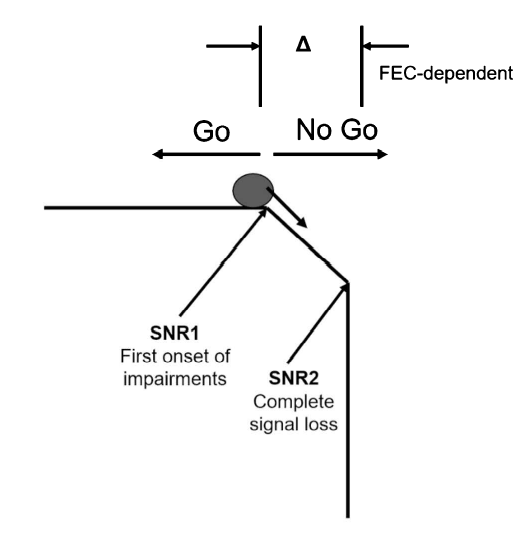 Δ
FEC-dependent
Go
No Go
SNR1
First onset of
impairments
SNR2
Complete
signal loss